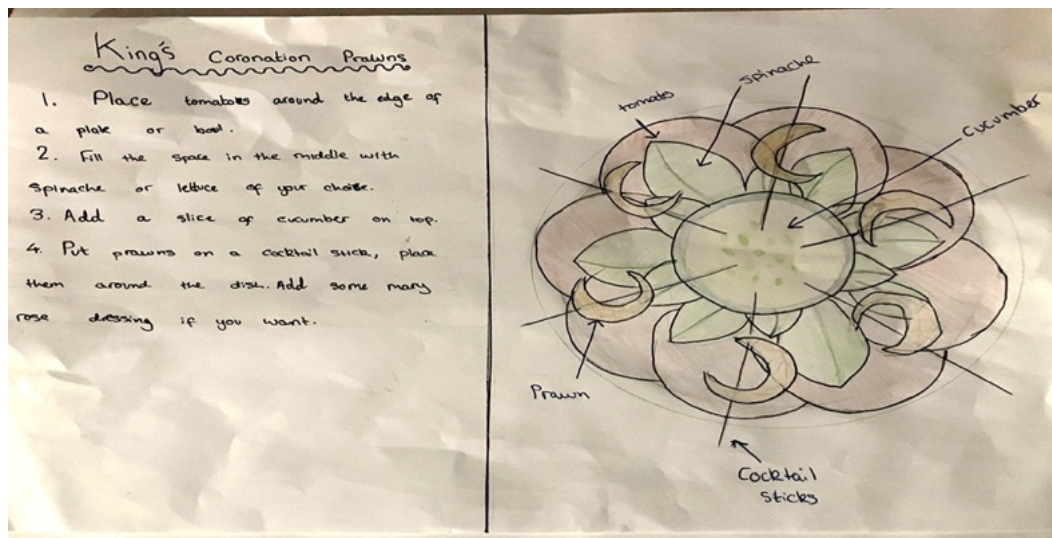 King's Coronation Prawns
1. Place tomatoes around the edge of
a plate or bowl.
2. Fill the space in the middle with
spinache or lettuce of your choise.
3. Add a slice of cucumber on top.
4. Put prawns on a cocktail stick, place
them around the dish. Add some mary
rose dressing if you want.
spinache
tomato
cucumber
Prawn
Cocktail
Sticks